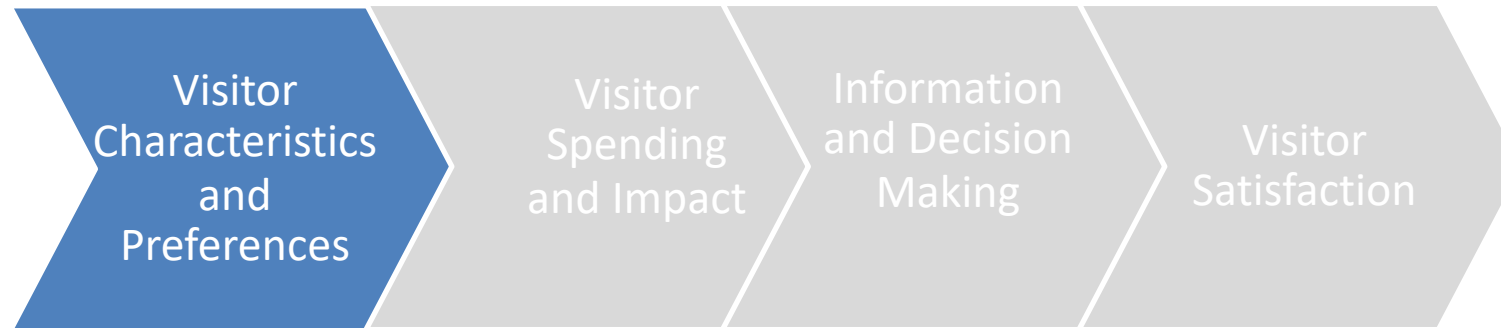 Visitor
Characteristics
and
Preferences
Visitor
Spending
and Impact
Information
and Decision
Making
Visitor
Satisfaction